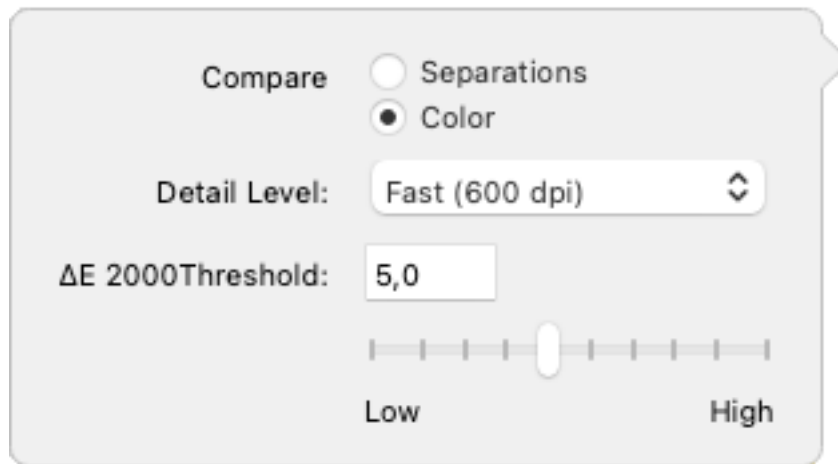 Compare Separations
Color
Detail Level: Fast (600 dpi)
ΔE 2000Threshold: 5,0
Low High